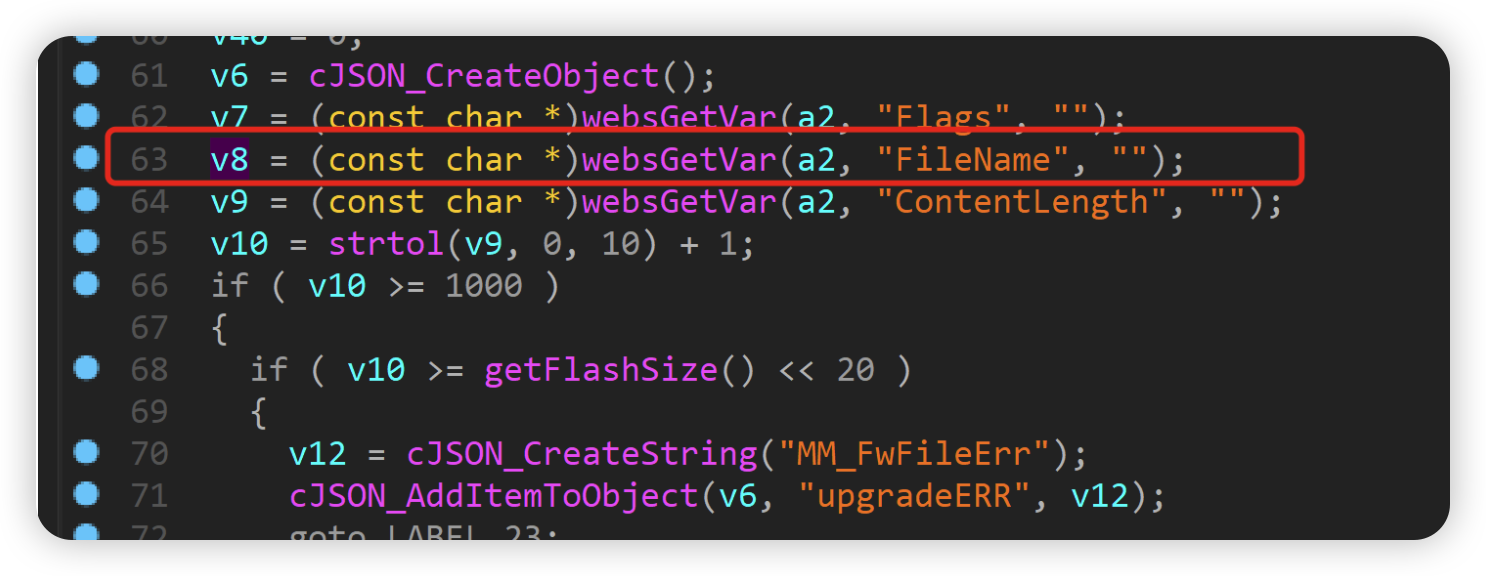 60 v40 = 0;
61 v6 = cJSON_CreateObject();
62 v7 = (const char *)websGetVar(a2, "Flags", "");
63 v8 = (const char *)websGetVar(a2, "FileName", "");
64 v9 = (const char *)websGetVar(a2, "ContentLength", "");
65 v10 = strtol(v9, 0, 10) + 1;
66 if ( v10 >= 1000 )
67 {
68 if ( v10 >= getFlashSize() << 20 )
69 {
70 v12 = cJSON_CreateString("MM_FwFileErr");
71 cJSON_AddItemToObject(v6, "upgradeERR", v12);
72 goto LABEL_23;